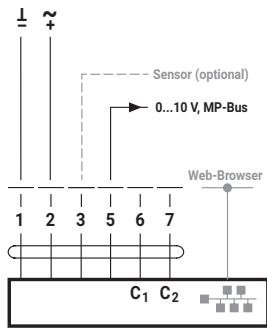 ⊥ ~
– +
Sensor (optional)
0...10 V, MP-Bus
Web-Browser
1 2 3 5 6 7
C1 C2